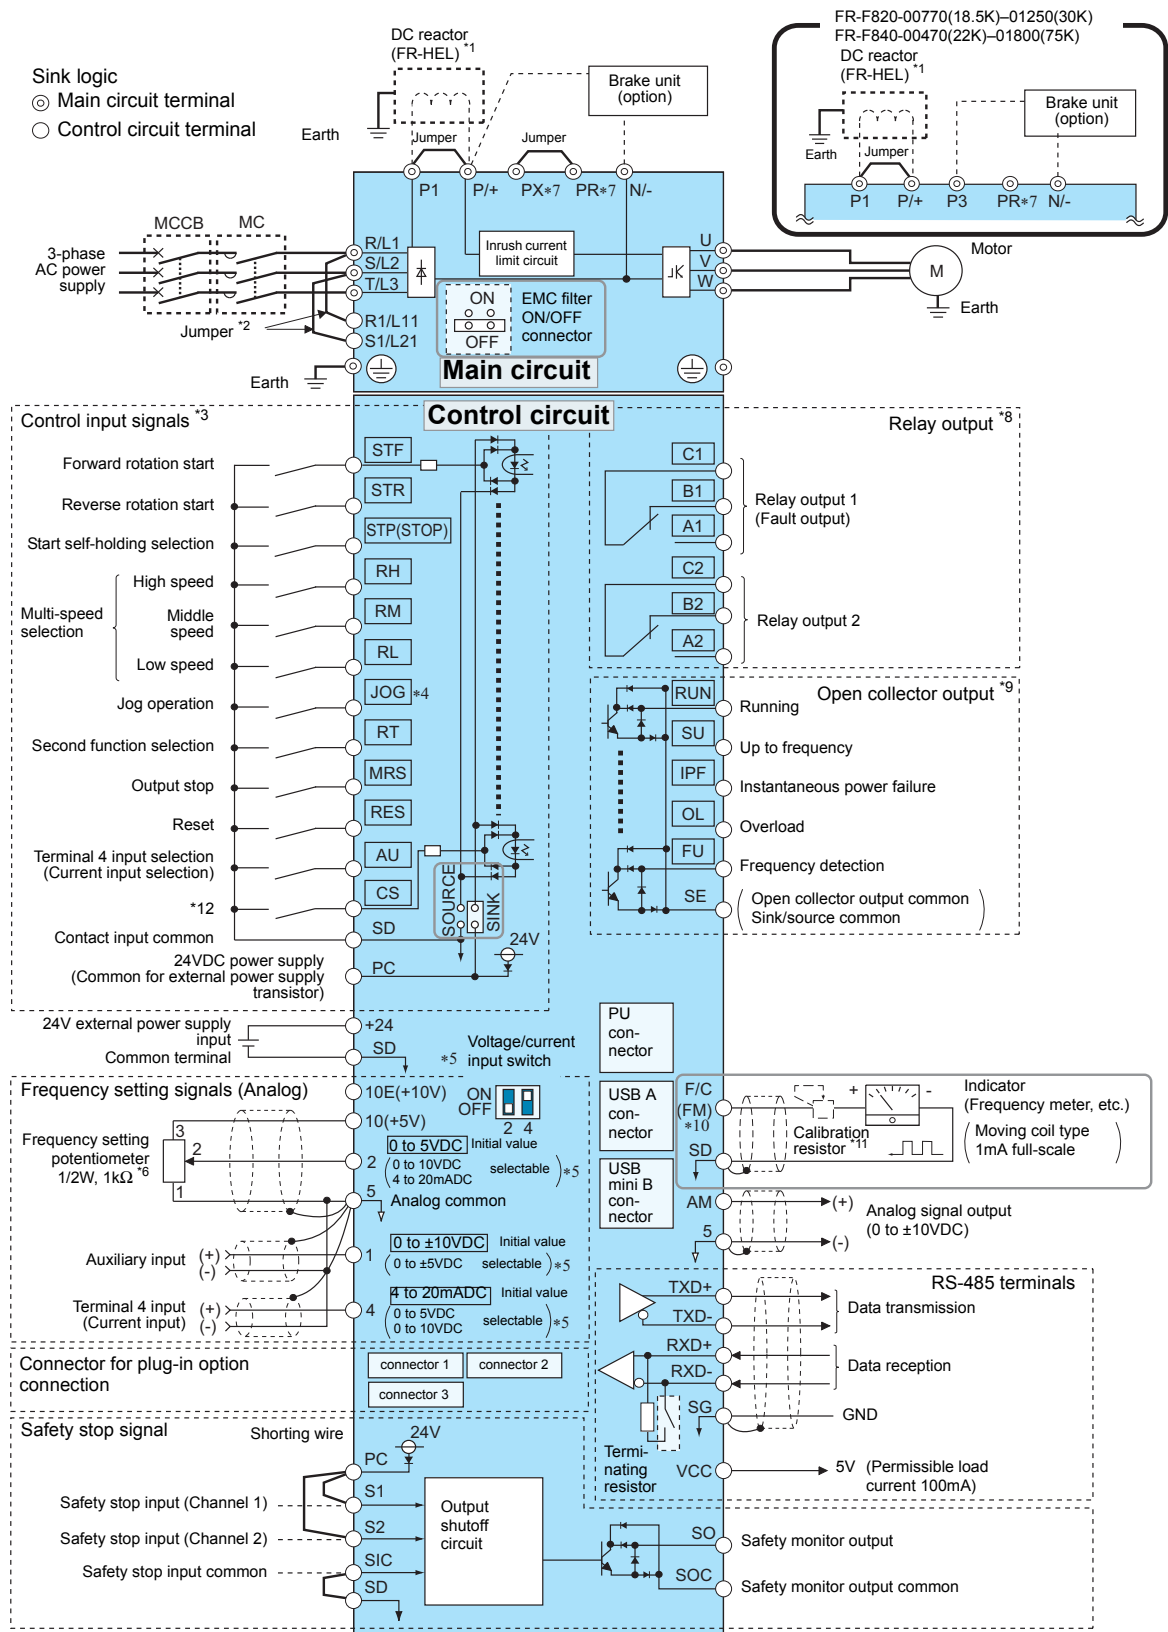 FR-F820-00770(18.5K)–01250(30K)
FR-F840-00470(22K)–01800(75K)
DC reactor
(FR-HEL) *1
Brake unit
(option)
Earth
Jumper
P1
P/+
P3
PR*7
N/-
Sink logic
Main circuit terminal
Control circuit terminal
DC reactor
(FR-HEL) *1
Brake unit
(option)
Earth
Jumper
Jumper
P1
P/+
PX*7
PR*7
N/-
MCCB
MC
3-phase
AC power
supply
Jumper *2
R/L1
S/L2
T/L3
R1/L11
S1/L21
Earth
Inrush current
limit circuit
ON
OFF
EMC filter
ON/OFF
connector
U
V
W
Motor
M
Earth
Main circuit
Control circuit
Control input signals *3
Forward rotation start
STF
Reverse rotation start
STR
Start self-holding selection
STP(STOP)
Multi-speed
selection
High speed
RH
Middle
speed
RM
Low speed
RL
Jog operation
JOG *4
Second function selection
RT
Output stop
MRS
Reset
RES
Terminal 4 input selection
(Current input selection)
AU
*12
CS
SOURCE
SINK
Contact input common
SD
24V
24VDC power supply
(Common for external power supply
transistor)
PC
Relay output *8
C1
B1
A1
Relay output 1
(Fault output)
C2
B2
A2
Relay output 2
Open collector output *9
RUN
Running
SU
Up to frequency
IPF
Instantaneous power failure
OL
Overload
FU
Frequency detection
SE
Open collector output common
Sink/source common
24V external power supply
input
+24
Common terminal
SD
*5
Voltage/current
input switch
PU
con-
nector
USB A
con-
nector
USB
mini B
con-
nector
Frequency setting signals (Analog)
10E(+10V)
ON
OFF
2 4
10(+5V)
Frequency setting
potentiometer
1/2W, 1kΩ *6
3
2
1
2
0 to 5VDC
Initial value
0 to 10VDC
4 to 20mADC
selectable
*5
5
Analog common
Auxiliary input
(+)
(-)
1
0 to ±10VDC
Initial value
0 to ±5VDC
selectable
*5
Terminal 4 input
(Current input)
(+)
(-)
4
4 to 20mADC
Initial value
0 to 5VDC
0 to 10VDC
selectable
*5
F/C
(FM)
*10
SD
Calibration
resistor *11
+
-
Indicator
(Frequency meter, etc.)
Moving coil type
1mA full-scale
AM
(+)
5
(-)
Analog signal output
(0 to ±10VDC)
RS-485 terminals
TXD+
TXD-
Data transmission
RXD+
RXD-
Data reception
SG
GND
Termi-
nating
resistor
VCC
5V
(Permissible load
current 100mA)
Connector for plug-in option
connection
connector 1
connector 2
connector 3
Safety stop signal
Shorting wire
24V
PC
Safety stop input (Channel 1)
S1
Safety stop input (Channel 2)
S2
Safety stop input common
SIC
SD
Output
shutoff
circuit
SO
Safety monitor output
SOC
Safety monitor output common